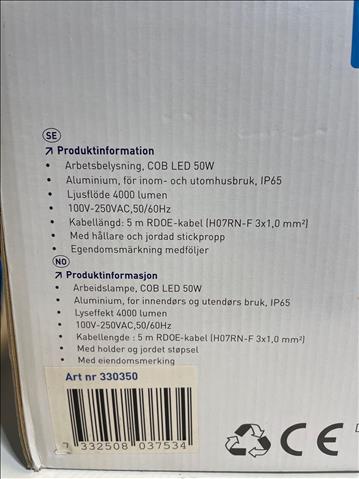 SE
Produktinformation
• Arbetsbelysning, COB LED 50W
• Aluminium, för inom- och utomhusbruk, IP65
• Ljusflöde 4000 lumen
• 100V-250VAC,50/60Hz
• Kabellängd: 5 m RDOE-kabel (H07RN-F 3x1,0 mm²)
• Med hållare och jordad stickpropp
• Egendomsmärkning medföljer
NO
Produktinformasjon
• Arbeidslampe, COB LED 50W
• Aluminium, for innendørs og utendørs bruk, IP65
• Lyseffekt 4000 lumen
• 100V-250VAC,50/60Hz
• Kabellengde : 5 m RDOE-kabel (H07RN-F 3x1,0 mm²)
• Med holder og jordet støpsel
• Med eiendomsmerking
Art nr 330350
7 332508 037534
CE